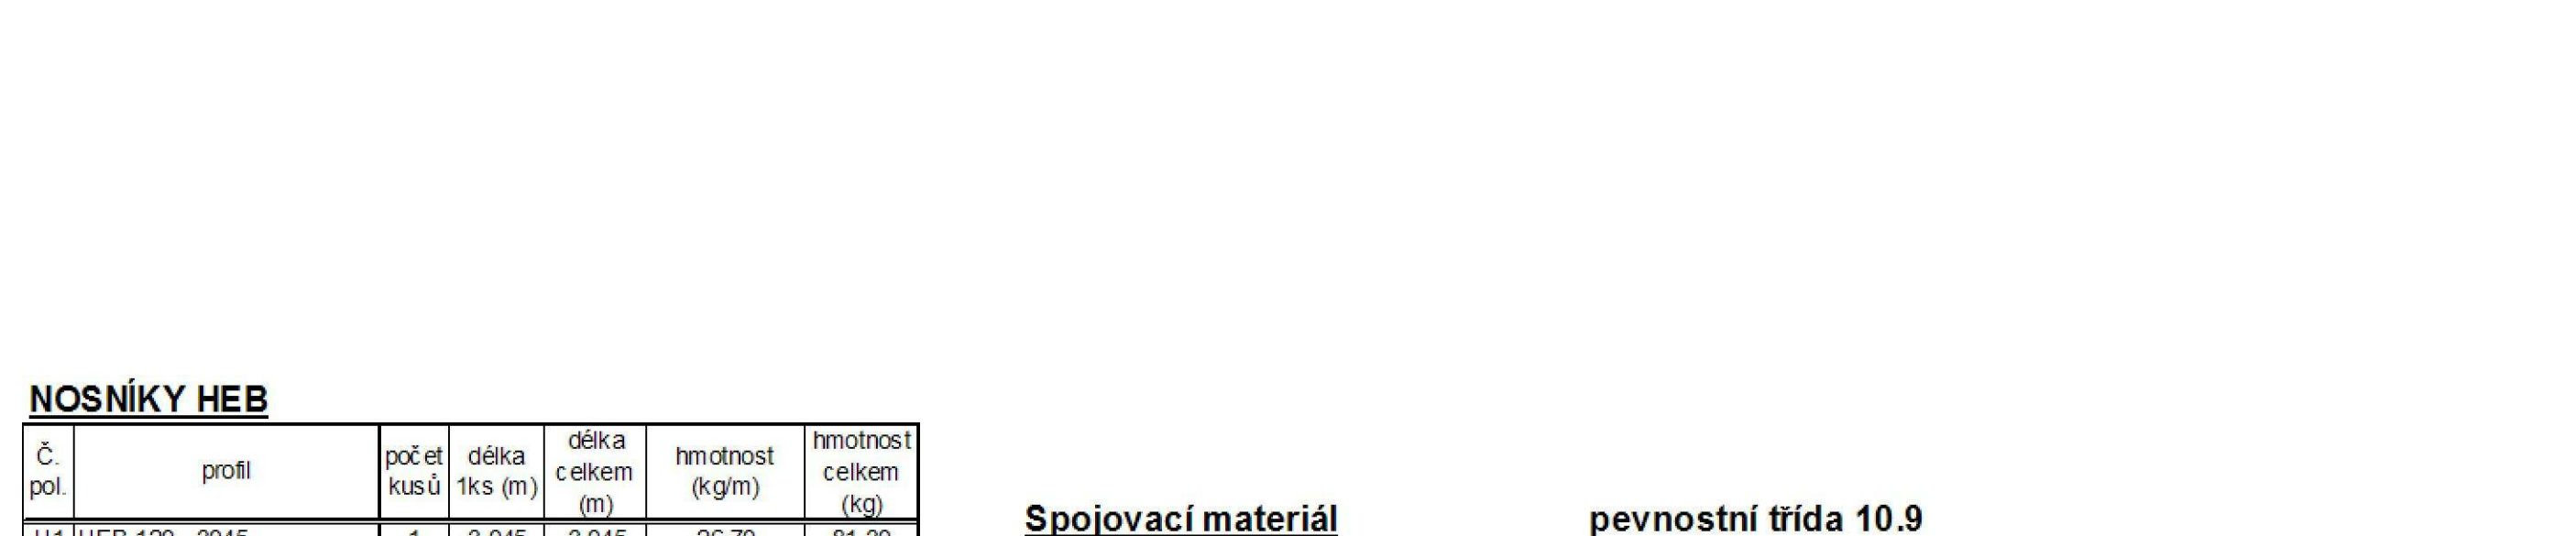 NOSNÍKY HEB
Č. pol. profil počet kusů délka 1ks (m) délka celkem (m) hmotnost (kg/m) hmotnost celkem (kg)
Spojovací materiál pevnostní třída 10.9